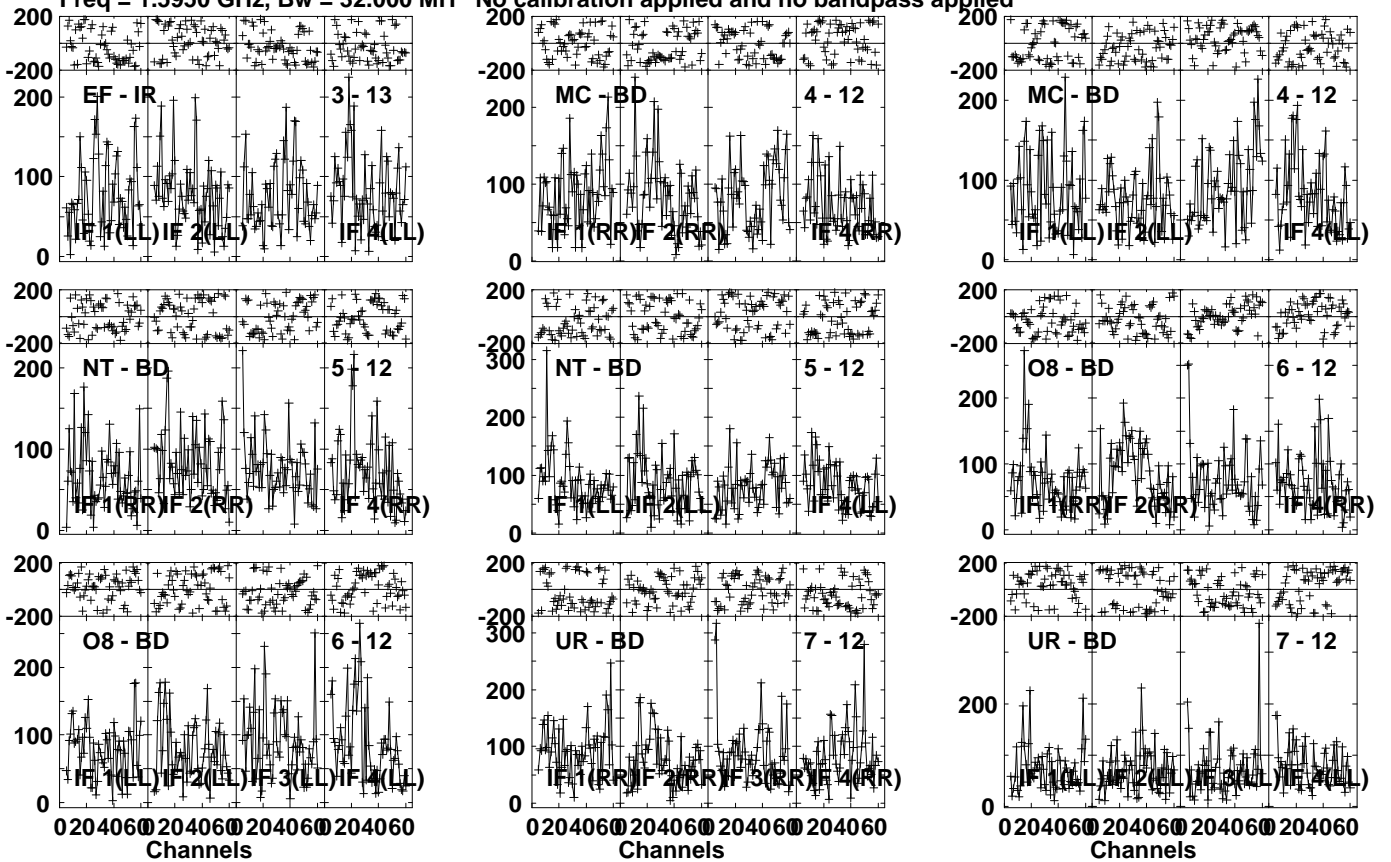 Freq = 1.5950 GHz, Bw = 32.000 MH No calibration applied and no bandpass applied
200
-200
200
100
0
EF - IR
3 - 13
IF 1(LL) IF 2(LL) IF 4(LL)
200
-200
200
100
0
MC - BD
4 - 12
IF 1(RR) IF 2(RR) IF 4(RR)
200
-200
200
100
0
MC - BD
4 - 12
IF 1(LL) IF 2(LL) IF 4(LL)
200
-200
200
100
0
NT - BD
5 - 12
IF 1(RR) IF 2(RR) IF 4(RR)
200
-200
300
200
100
0
NT - BD
5 - 12
IF 1(LL) IF 2(LL) IF 4(LL)
200
-200
200
100
0
O8 - BD
6 - 12
IF 1(RR) IF 2(RR) IF 4(RR)
200
-200
200
100
0
O8 - BD
6 - 12
IF 1(LL) IF 2(LL) IF 3(LL) IF 4(LL)
0 20 40 60 0 20 40 60 0 20 40 60 0 20 40 60
Channels
200
-200
300
200
100
0
UR - BD
7 - 12
IF 1(RR) IF 2(RR) IF 3(RR) IF 4(RR)
0 20 40 60 0 20 40 60 0 20 40 60 0 20 40 60
Channels
200
-200
200
0
UR - BD
7 - 12
IF 1(LL) IF 2(LL) IF 3(LL) IF 4(LL)
0 20 40 60 0 20 40 60 0 20 40 60 0 20 40 60
Channels